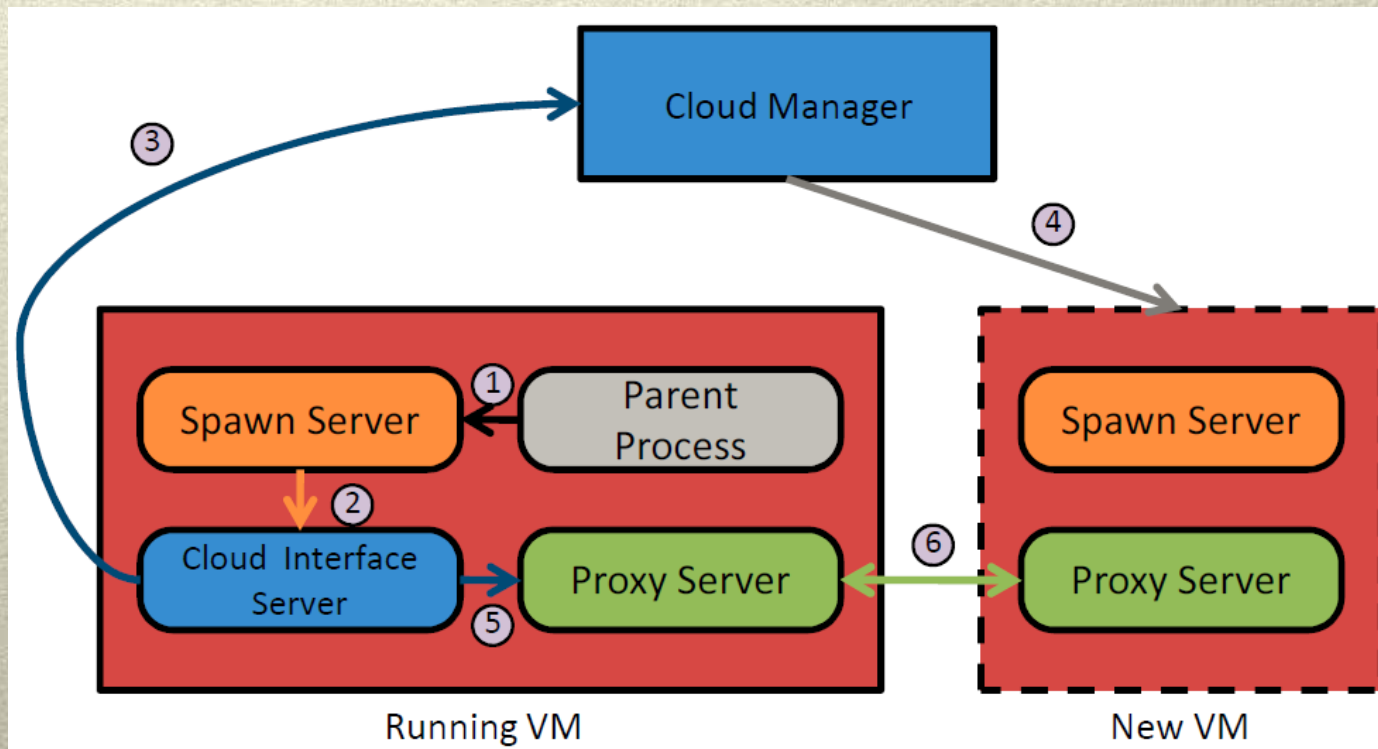 Cloud Manager
3
4
1
Spawn Server
Parent
Process
Spawn Server
2
Cloud Interface
Server
Proxy Server
6
Proxy Server
5
Running VM
New VM